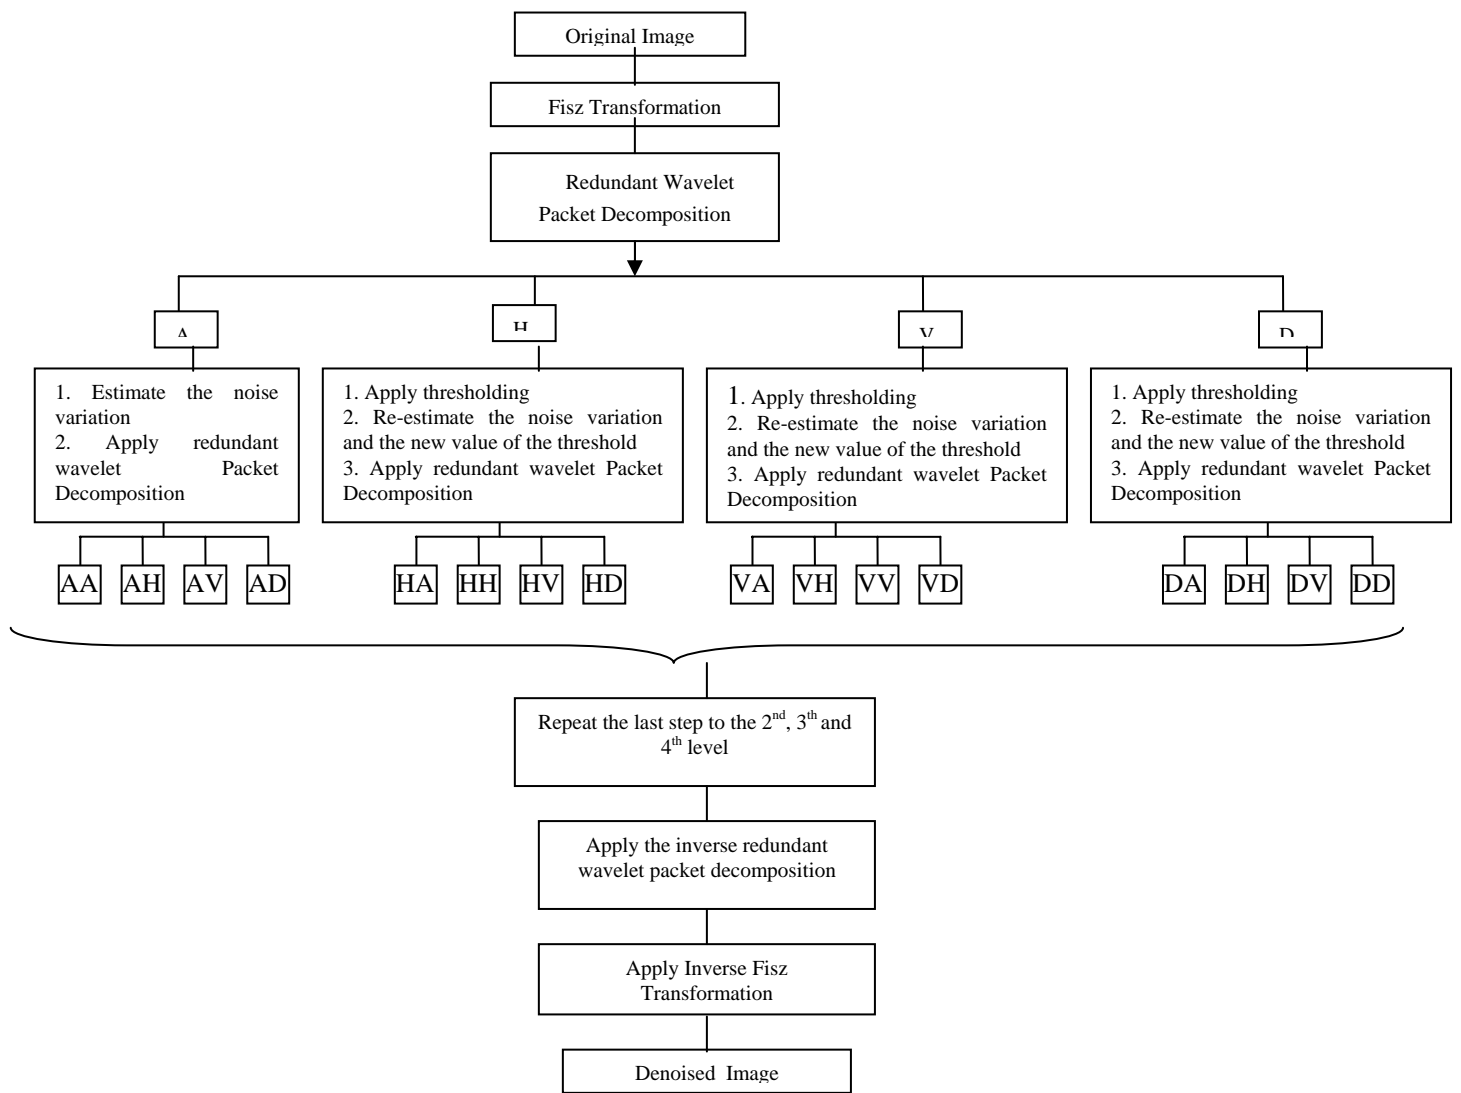 Original Image
Fisz Transformation
Redundant Wavelet
Packet Decomposition
A
H
V
D
1. Estimate the noise
variation
2. Apply redundant
wavelet Packet
Decomposition
1. Apply thresholding
2. Re-estimate the noise variation
and the new value of the threshold
3. Apply redundant wavelet Packet
Decomposition
1. Apply thresholding
2. Re-estimate the noise variation
and the new value of the threshold
3. Apply redundant wavelet Packet
Decomposition
1. Apply thresholding
2. Re-estimate the noise variation
and the new value of the threshold
3. Apply redundant wavelet Packet
Decomposition
AA AH AV AD
HA HH HV HD
VA VH VV VD
DA DH DV DD
Repeat the last step to the 2nd, 3th and
4th level
Apply the inverse redundant
wavelet packet decomposition
Apply Inverse Fisz
Transformation
Denoised Image